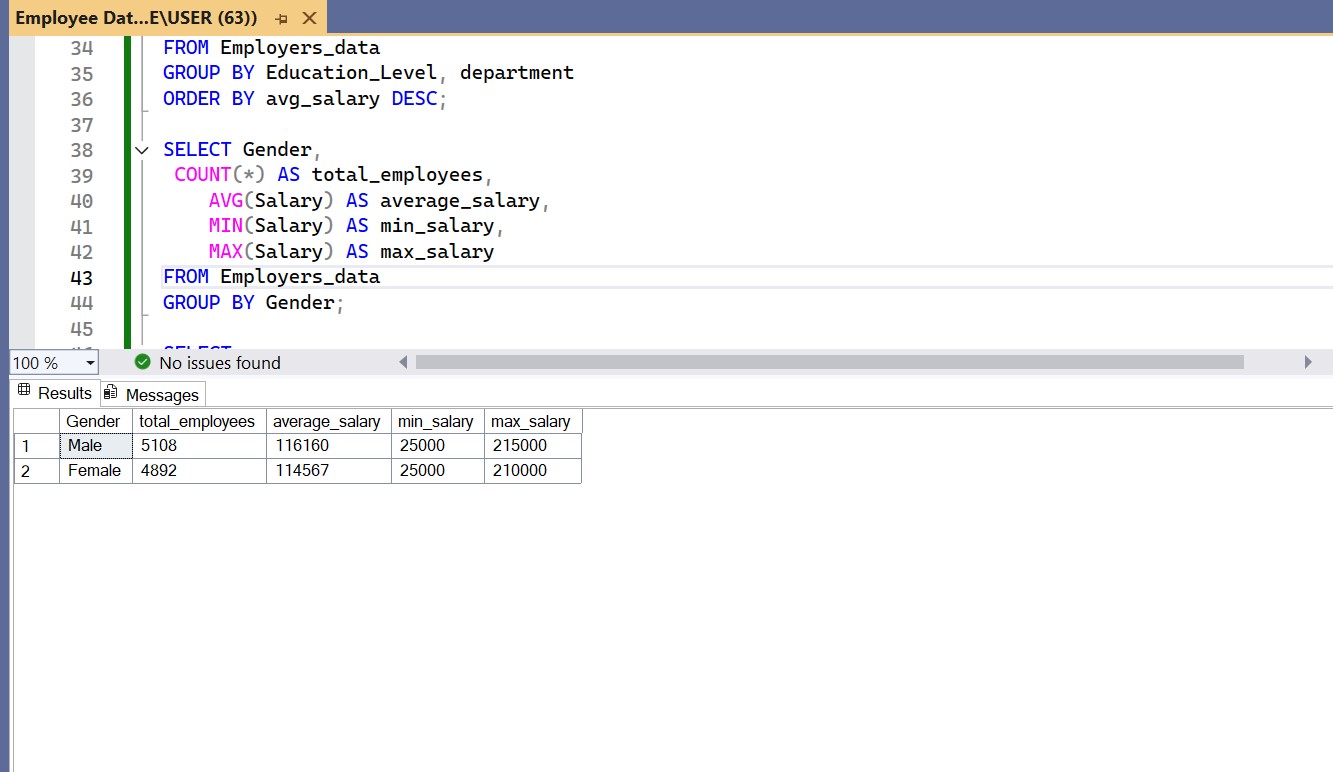 Employee Dat...E\USER (63))
34 FROM Employers_data
35 GROUP BY Education_Level, department
36 ORDER BY avg_salary DESC;
37
38 SELECT Gender,
39 COUNT(*) AS total_employees,
40 AVG(Salary) AS average_salary,
41 MIN(Salary) AS min_salary,
42 MAX(Salary) AS max_salary
43 FROM Employers_data
44 GROUP BY Gender;
45
100 % No issues found
Results Messages
Gender total_employees average_salary min_salary max_salary
1 Male 5108 116160 25000 215000
2 Female 4892 114567 25000 210000